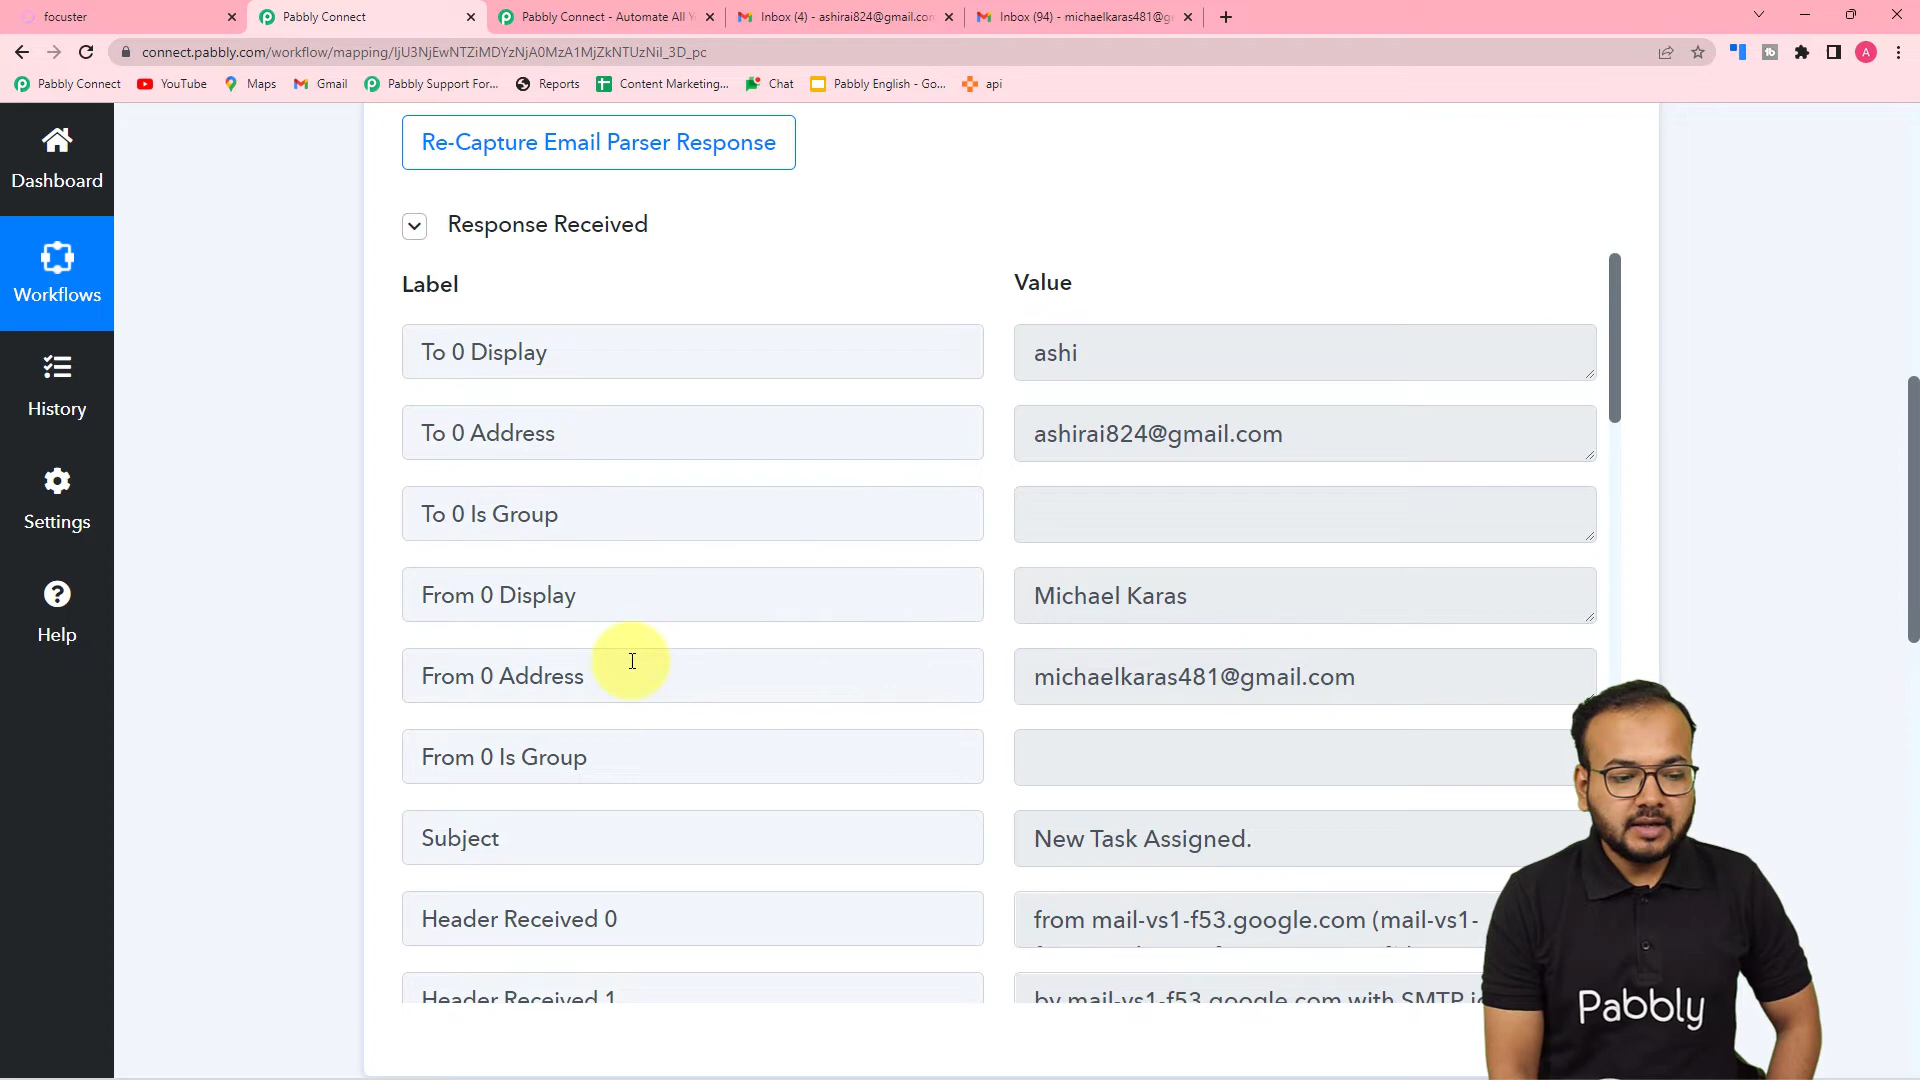 focuster
Pabbly Connect
Pabbly Connect - Automate All Y
Inbox (4) - ashirai824@gmail.con
Inbox (94) - michaelkaras481@g
connect.pabbly.com/workflow/mapping/IjU3NjEwNTZiMDYzNjA0MzA1MjZkNTUzNiI_3D_pc
A
Pabbly Connect
YouTube
Maps
Gmail
Pabbly Support For...
Reports
Content Marketing...
Chat
Pabbly English - Go...
api
Dashboard
Workflows
History
Settings
Help
Re-Capture Email Parser Response
Response Received
Label Value
To 0 Display ashi
To 0 Address ashirai824@gmail.com
To 0 Is Group
From 0 Display Michael Karas
From 0 Address michaelkaras481@gmail.com
From 0 Is Group
Subject New Task Assigned.
Header Received 0 from mail-vs1-f53.google.com (mail-vs1-
Header Received 1 by mail-vs1-f53.google.com with SMTP id
Pabbly